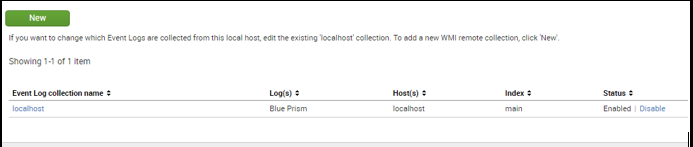 New
If you want to change which Event Logs are collected from this local host, edit the existing 'localhost' collection. To add a new WMI remote collection, click 'New'.
Showing 1-1 of 1 item
Event Log collection name Log(s) Host(s) Index Status
localhost Blue Prism localhost main Enabled | Disable